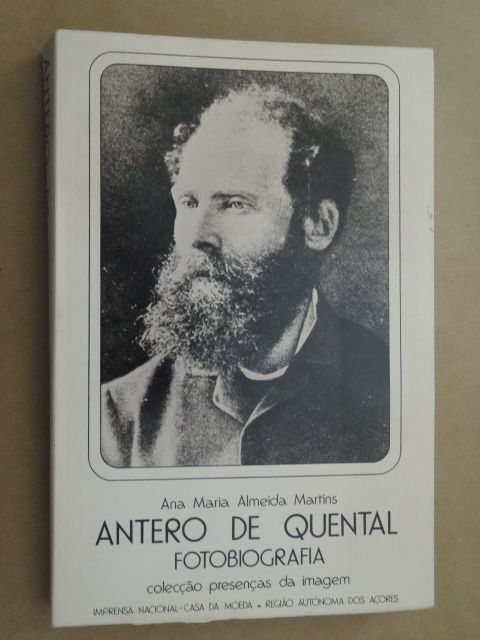 Ana Maria Almeida Martins
ANTERO DE QUENTAL
FOTOBIOGRAFIA
colecção presenças da imagem
IMPRENSA NACIONAL-CASA DA MOEDA • REGIÃO AUTÓNOMA DOS AÇORES